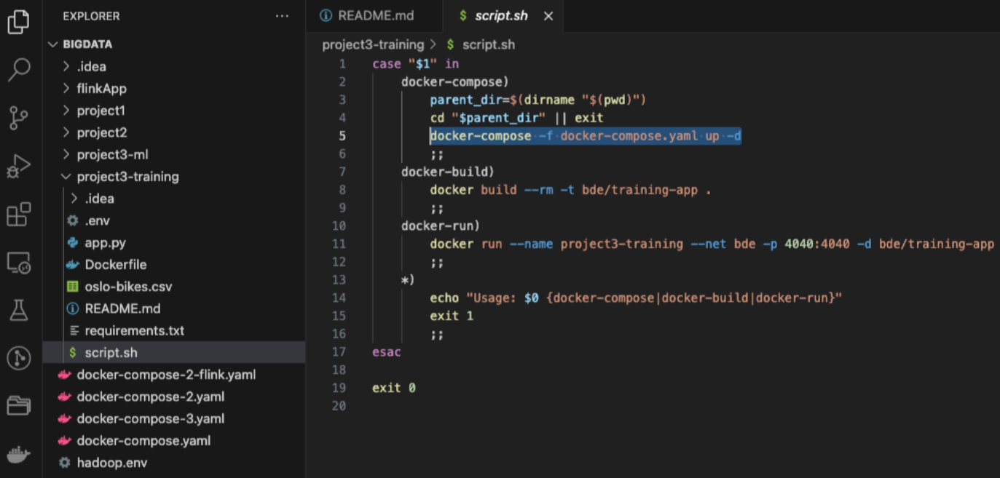 EXPLORER
BIGDATA
.idea
flinkApp
project1
project2
project3-ml
project3-training
.idea
.env
app.py
Dockerfile
oslo-bikes.csv
README.md
requirements.txt
$ script.sh
docker-compose-2-flink.yaml
docker-compose-2.yaml
docker-compose-3.yaml
docker-compose.yaml
hadoop.env
README.md
$ script.sh
project3-training > $ script.sh
1 case "$1" in
2 docker-compose)
3 parent_dir=$(dirname "$(pwd)")
4 cd "$parent_dir" || exit
5 docker-compose -f docker-compose.yaml up -d
6 ;;
7 docker-build)
8 docker build --rm -t bde/training-app .
9 ;;
10 docker-run)
11 docker run --name project3-training --net bde -p 4040:4040 -d bde/training-app
12 ;;
13 *)
14 echo "Usage: $0 {docker-compose|docker-build|docker-run}"
15 exit 1
16 ;;
17 esac
18
19 exit 0
20